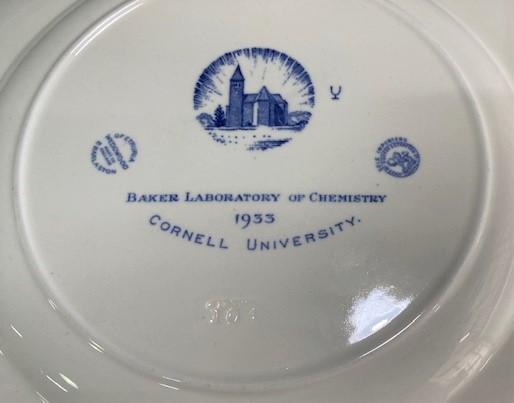 BAKER LABORATORY OF CHEMISTRY
1933
CORNELL UNIVERSITY.